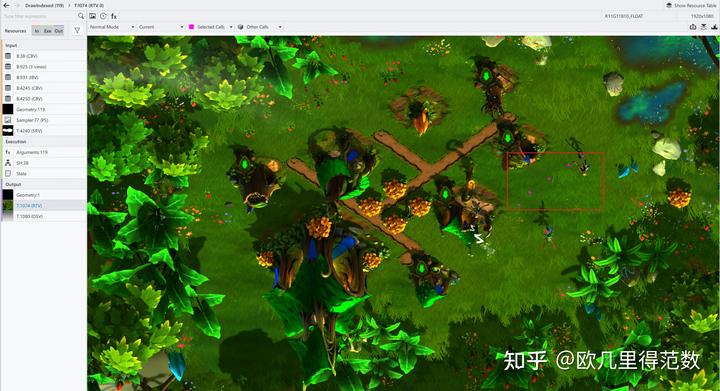 DrawIndexed (119) > T:1074 (RTV 0)
Show Resource Table
Type filter expression
R11G11B10_FLOAT
1920x1080
Resources In Exe Out
Normal Mode
Current
Selected Calls
Other Calls
Input
B:38 (CBV)
B:925 (3 views)
B:931 (IBV)
B:4245 (CBV)
B:4250 (CBV)
Geometry:119
Sampler:77 (PS)
T:4240 (SRV)
Execution
Arguments:119
SH:38
State
Output
Geometry:1
T:1074 (RTV)
T:1080 (DSV)
知乎 @欧几里得范数